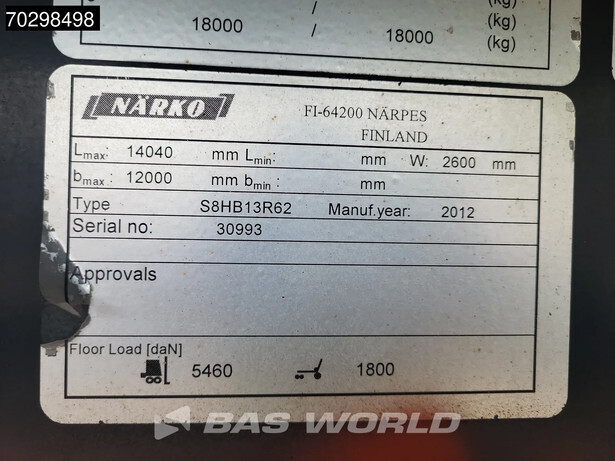 70298498
/ (kg)
/ (kg)
18000 / 18000 (kg)
NÄRKO FI-64200 NÄRPES
FINLAND
Lmax: 14040 mm Lmin: mm W: 2600 mm
bmax: 12000 mm bmin: mm
Type S8HB13R62 Manuf.year: 2012
Serial no: 30993
Approvals
Floor Load [daN]
5460 1800
BAS WORLD